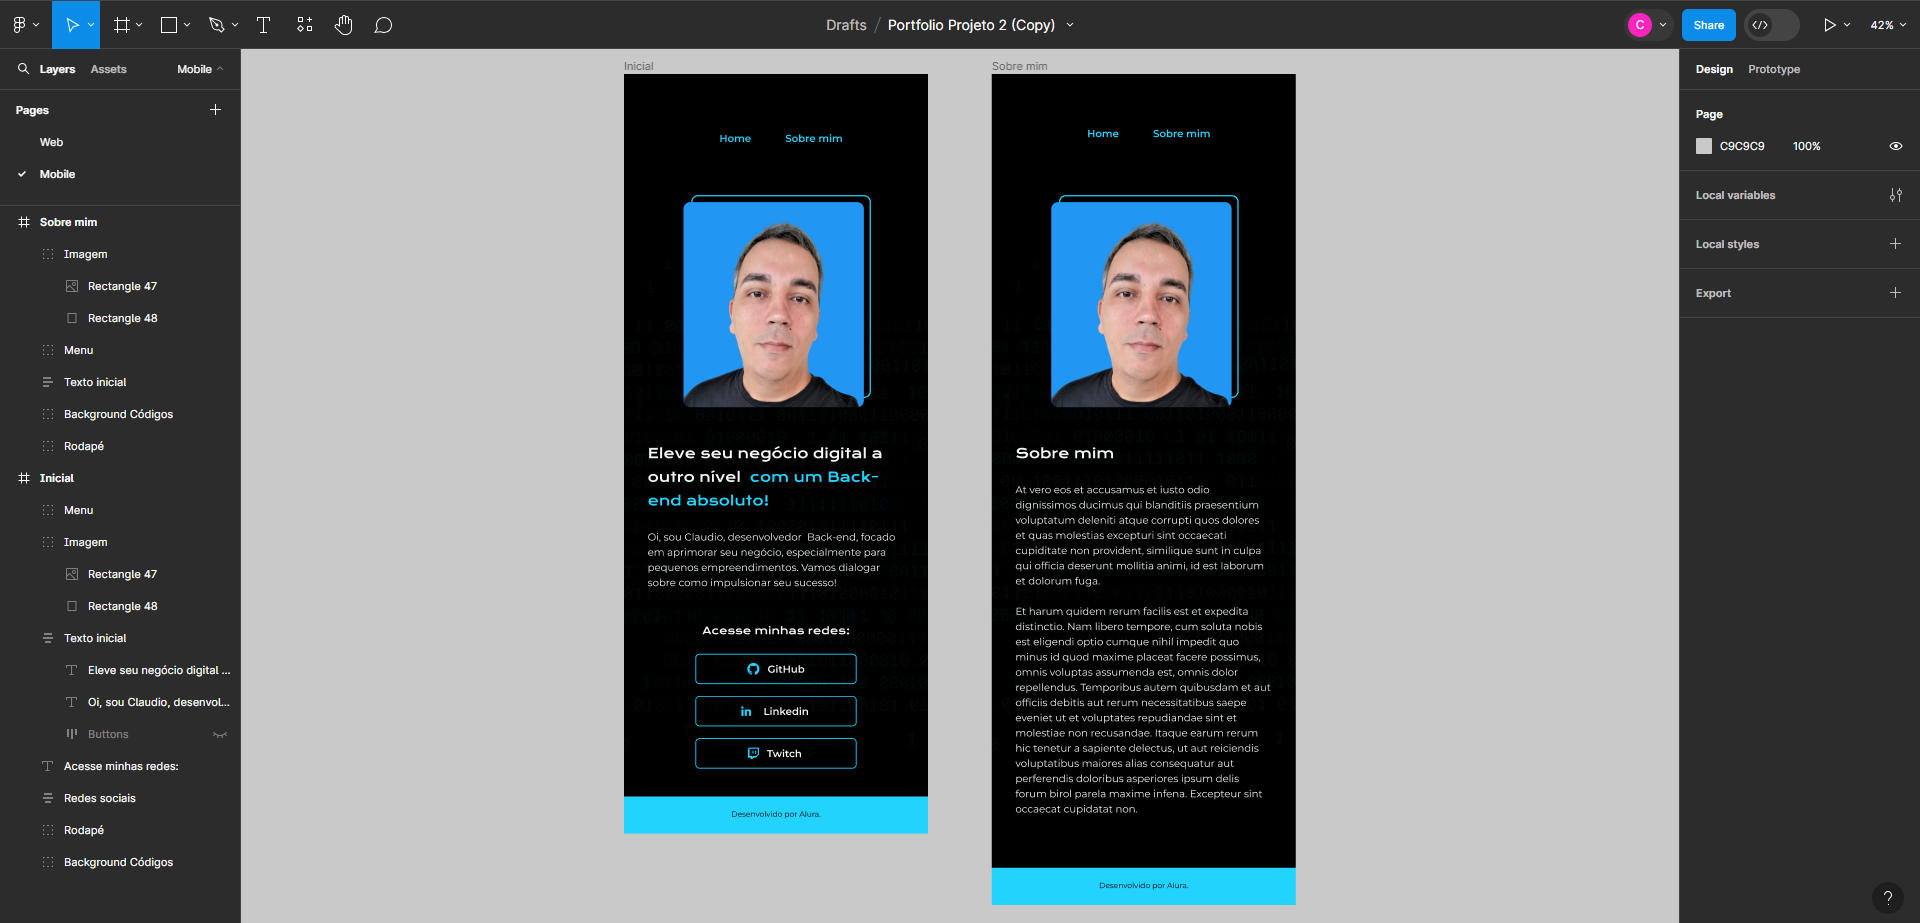 Drafts / Portfolio Projeto 2 (Copy)
C
Share
42%
Layers
Assets
Mobile
Pages
Web
Mobile
Sobre mim
Imagem
Rectangle 47
Rectangle 48
Menu
Texto inicial
Background Códigos
Rodapé
Inicial
Menu
Imagem
Rectangle 47
Rectangle 48
Texto inicial
Eleve seu negócio digital ...
Oi, sou Claudio, desenvol...
Buttons
Acesse minhas redes:
Redes sociais
Rodapé
Background Códigos
Inicial
Home
Sobre mim
Eleve seu negócio digital a
outro nível com um Back-
end absoluto!
Oi, sou Claudio, desenvolvedor Back-end, focado
em aprimorar seu negócio, especialmente para
pequenos empreendimentos. Vamos dialogar
sobre como impulsionar seu sucesso!
Acesse minhas redes:
GitHub
Linkedin
Twitch
Desenvolvido por Alura.
Sobre mim
Home
Sobre mim
Sobre mim
At vero eos et accusamus et iusto odio
dignissimos ducimus qui blanditiis praesentium
voluptatum deleniti atque corrupti quos dolores
et quas molestias excepturi sint occaecati
cupiditate non provident, similique sunt in culpa
qui officia deserunt mollitia animi, id est laborum
et dolorum fuga.
Et harum quidem rerum facilis est et expedita
distinctio. Nam libero tempore, cum soluta nobis
est eligendi optio cumque nihil impedit quo
minus id quod maxime placeat facere possimus,
omnis voluptas assumenda est, omnis dolor
repellendus. Temporibus autem quibusdam et aut
officiis debitis aut rerum necessitatibus saepe
eveniet ut et voluptates repudiandae sint et
molestiae non recusandae. Itaque earum rerum
hic tenetur a sapiente delectus, ut aut reiciendis
voluptatibus maiores alias consequatur aut
perferendis doloribus asperiores ipsum delis
forum birol parela maxime infena. Excepteur sint
occaecat cupidatat non.
Desenvolvido por Alura.
Design
Prototype
Page
C9C9C9
100%
Local variables
Local styles
Export
?